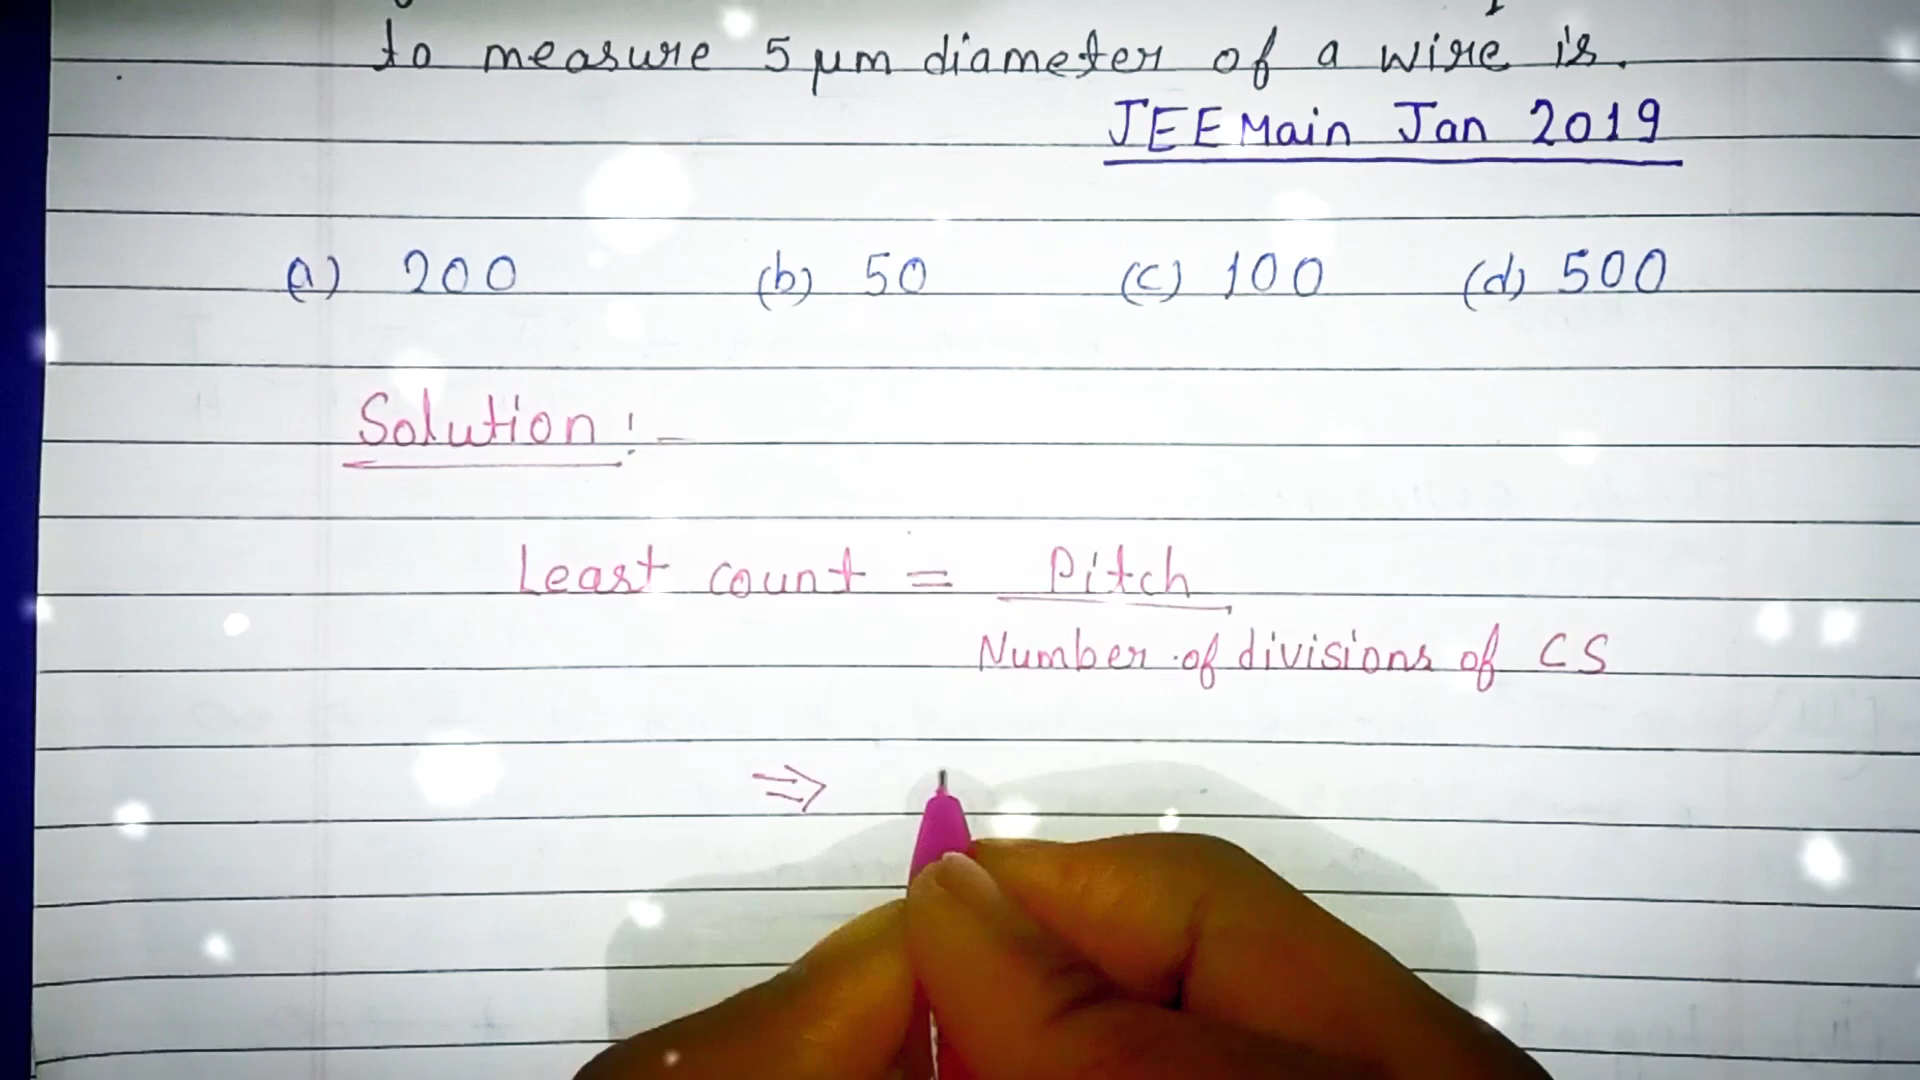 to measure 5 μm diameter of a wire is.
JEE Main Jan 2019
(a) 200 (b) 50 (c) 100 (d) 500
Solution :-
Least count = Pitch
Number of divisions of CS
⇒